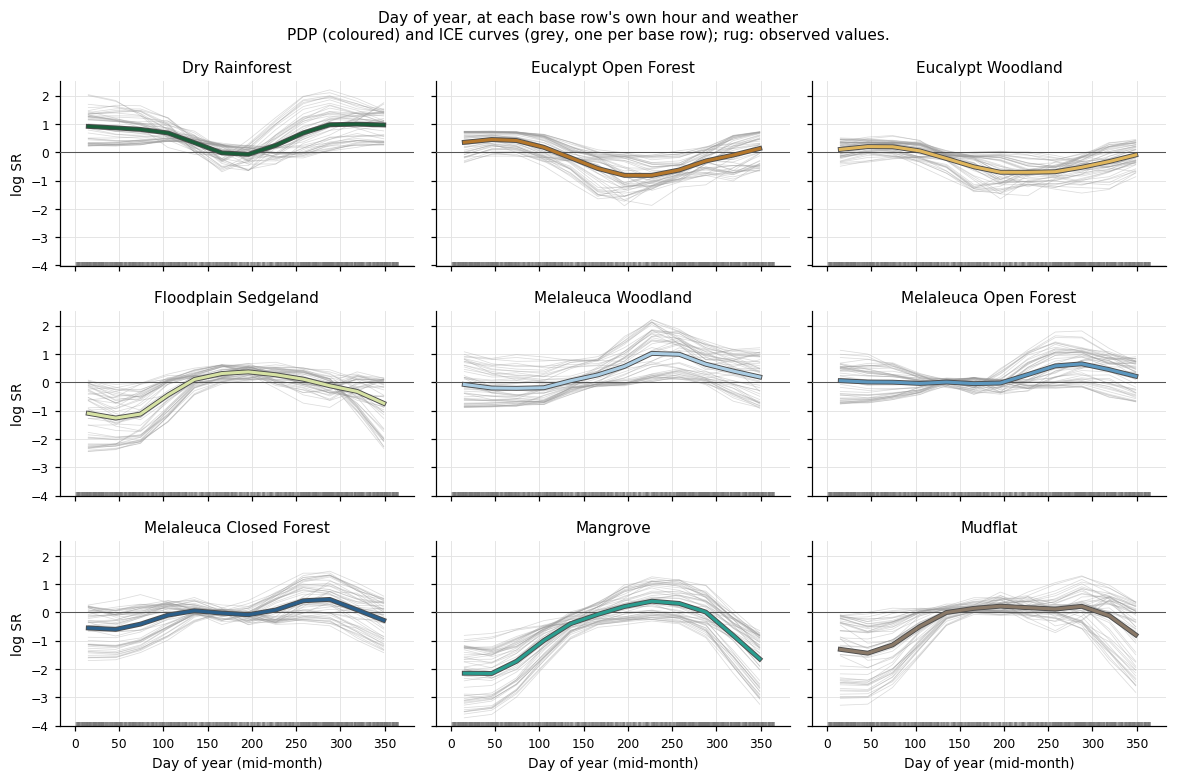 Day of year, at each base row's own hour and weather
PDP (coloured) and ICE curves (grey, one per base row); rug: observed values.
Dry Rainforest
Eucalypt Open Forest
Eucalypt Woodland
log SR
2
1
0
−1
−2
−3
−4
Floodplain Sedgeland
Melaleuca Woodland
Melaleuca Open Forest
log SR
2
1
0
−1
−2
−3
−4
Melaleuca Closed Forest
Mangrove
Mudflat
log SR
2
1
0
−1
−2
−3
−4
0 50 100 150 200 250 300 350
0 50 100 150 200 250 300 350
0 50 100 150 200 250 300 350
Day of year (mid-month)
Day of year (mid-month)
Day of year (mid-month)